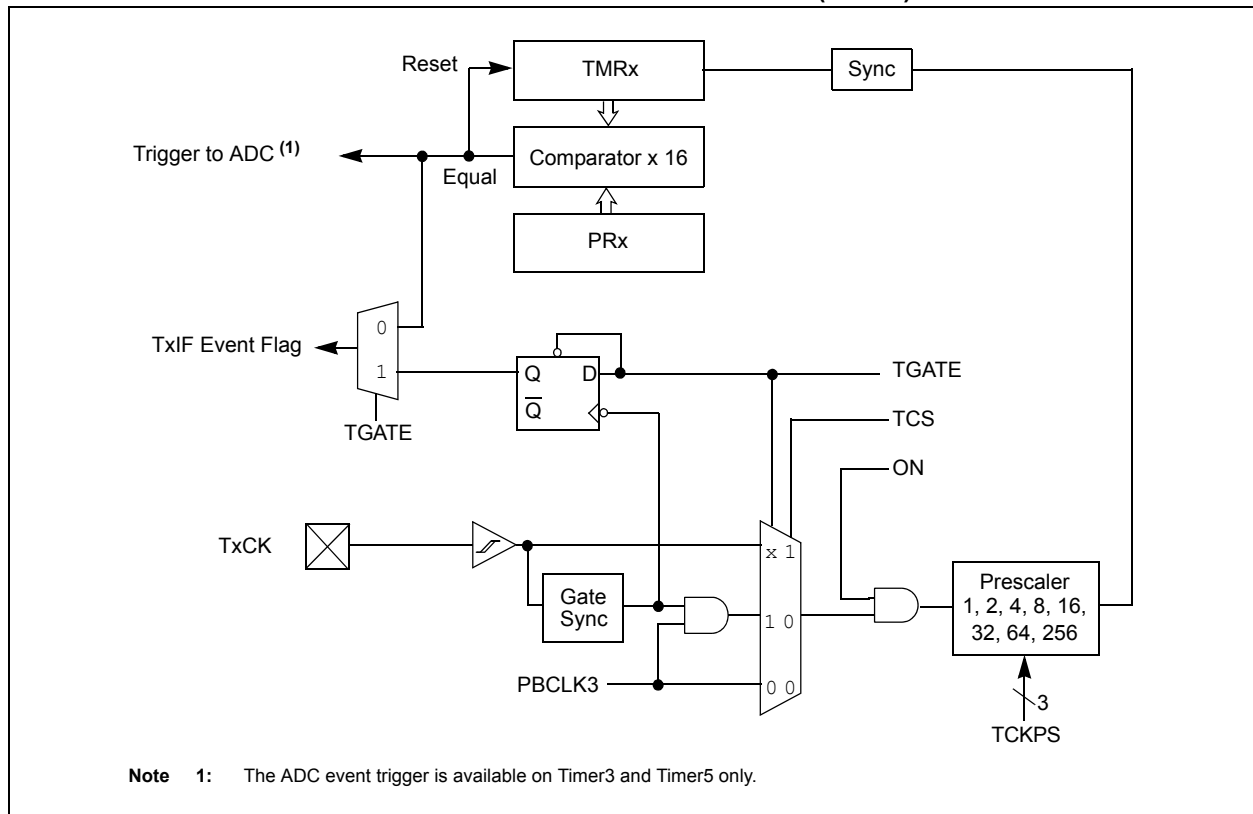 Reset
TMRx
Sync
Trigger to ADC (1)
Equal
Comparator x 16
PRx
TxIF Event Flag
0
1
TGATE
Q
D
Q
TGATE
TCS
ON
TxCK
Gate
Sync
PBCLK3
x 1
1 0
0 0
Prescaler
1, 2, 4, 8, 16,
32, 64, 256
3
TCKPS
Note 1: The ADC event trigger is available on Timer3 and Timer5 only.